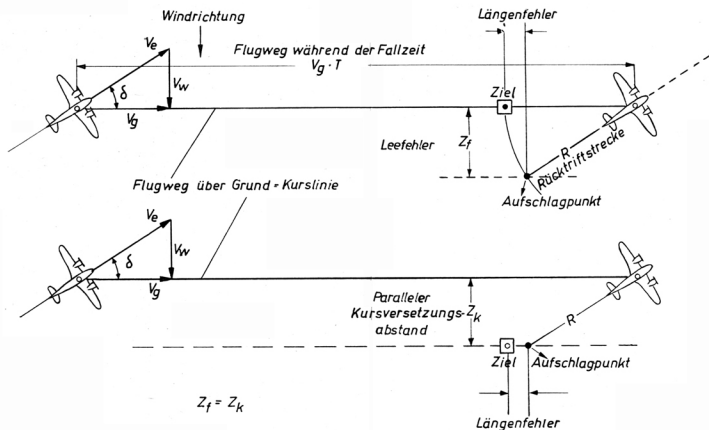 Längenfehler
Windrichtung
Flugweg während der Fallzeit
Vg · T
Ve
Vw
δ
Vg
Ziel
Leefehler
Zf
R
Rücktriftstrecke
Aufschlagpunkt
Flugweg über Grund = Kurslinie
Ve
Vw
δ
Vg
Paralleler
Kursversetzungs-
abstand
Zk
R
Ziel
Aufschlagpunkt
Zf = Zk
Längenfehler